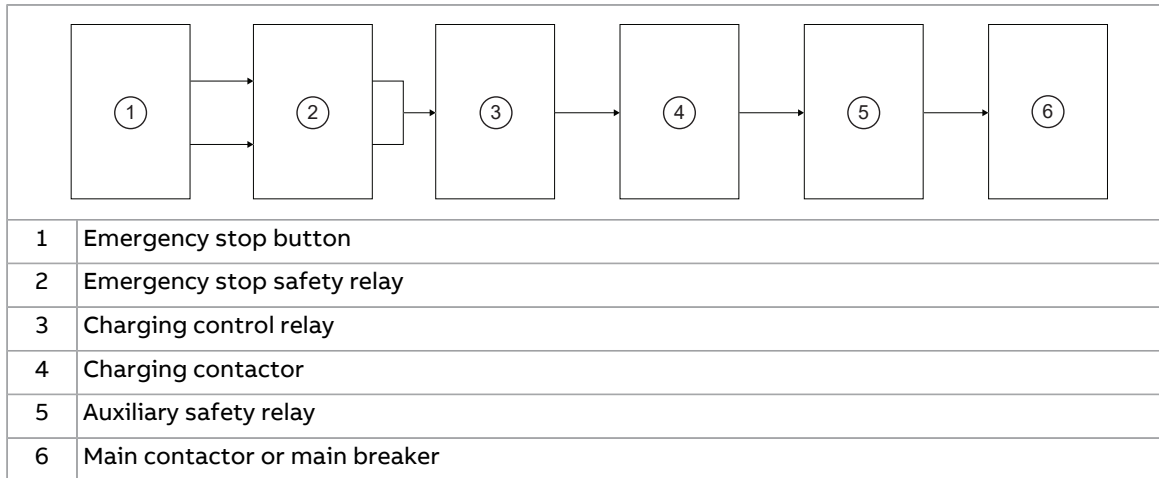 1 2 3 4 5 6
1 Emergency stop button
2 Emergency stop safety relay
3 Charging control relay
4 Charging contactor
5 Auxiliary safety relay
6 Main contactor or main breaker